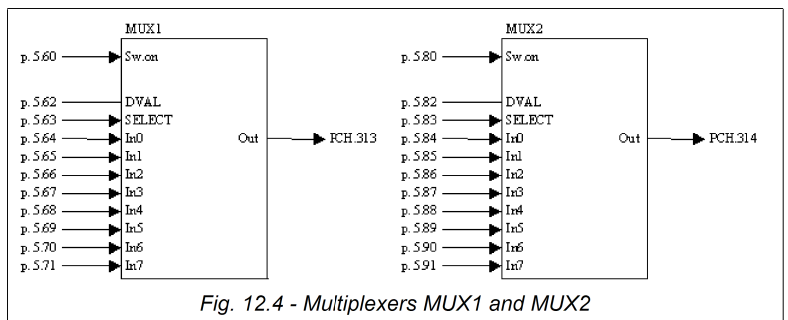 MUX1 MUX2
p. 5.60 Sw.on p. 5.80 Sw.on
p. 5.62 DVAL p. 5.82 DVAL
p. 5.63 SELECT p. 5.83 SELECT
p. 5.64 In0 Out PCH.313 p. 5.84 In0 Out PCH.314
p. 5.65 In1 p. 5.85 In1
p. 5.66 In2 p. 5.86 In2
p. 5.67 In3 p. 5.87 In3
p. 5.68 In4 p. 5.88 In4
p. 5.69 In5 p. 5.89 In5
p. 5.70 In6 p. 5.90 In6
p. 5.71 In7 p. 5.91 In7
Fig. 12.4 - Multiplexers MUX1 and MUX2